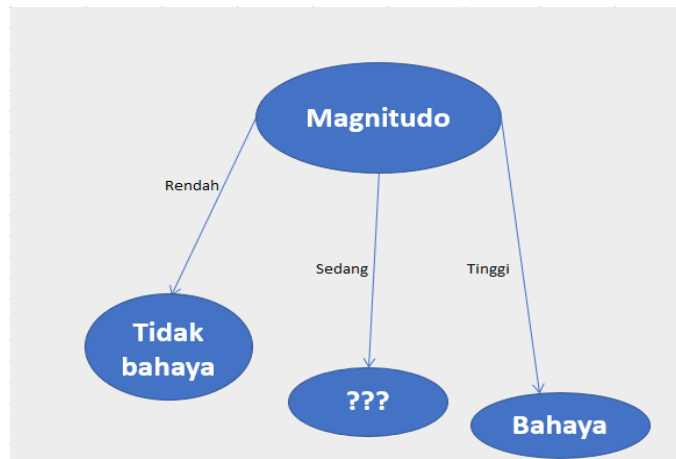 Magnitudo
Rendah
Sedang
Tinggi
Tidak
bahaya
???
Bahaya